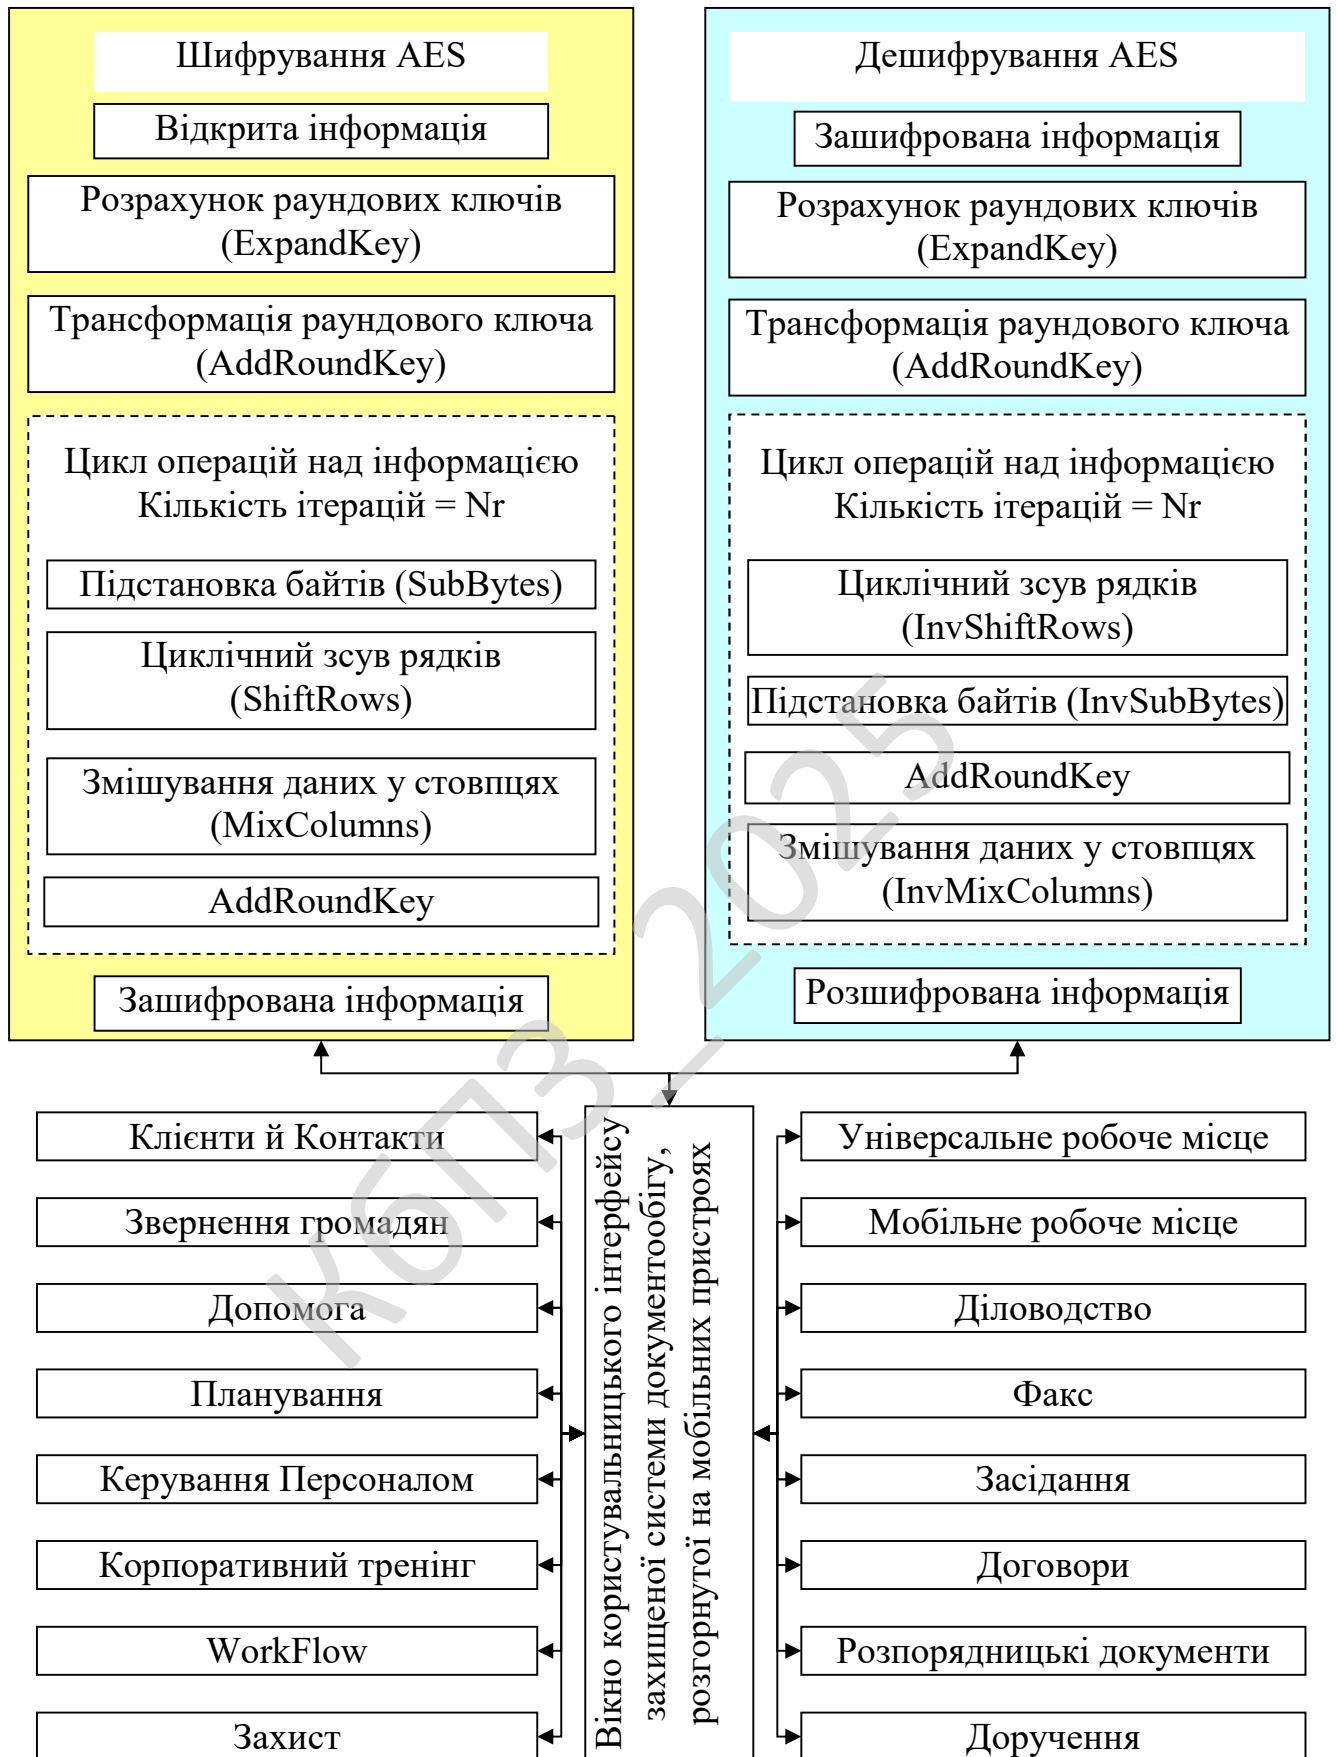 Шифрування AES
Відкрита інформація
Розрахунок раундових ключів
(ExpandKey)
Трансформація раундового ключа
(AddRoundKey)
Цикл операцій над інформацією
Кількість ітерацій = Nr
Підстановка байтів (SubBytes)
Циклічний зсув рядків
(ShiftRows)
Змішування даних у стовпцях
(MixColumns)
AddRoundKey
Зашифрована інформація
Дешифрування AES
Зашифрована інформація
Розрахунок раундових ключів
(ExpandKey)
Трансформація раундового ключа
(AddRoundKey)
Цикл операцій над інформацією
Кількість ітерацій = Nr
Циклічний зсув рядків
(InvShiftRows)
Підстановка байтів (InvSubBytes)
AddRoundKey
Змішування даних у стовпцях
(InvMixColumns)
Розшифрована інформація
Клієнти й Контакти
Звернення громадян
Допомога
Планування
Керування Персоналом
Корпоративний тренінг
WorkFlow
Захист
Вікно користувальницького інтерфейсу
захищеної системи документообігу,
розгорнутої на мобільних пристроях
Універсальне робоче місце
Мобільне робоче місце
Діловодство
Факс
Засідання
Договори
Розпорядницькі документи
Доручення
КбПЗ_2025